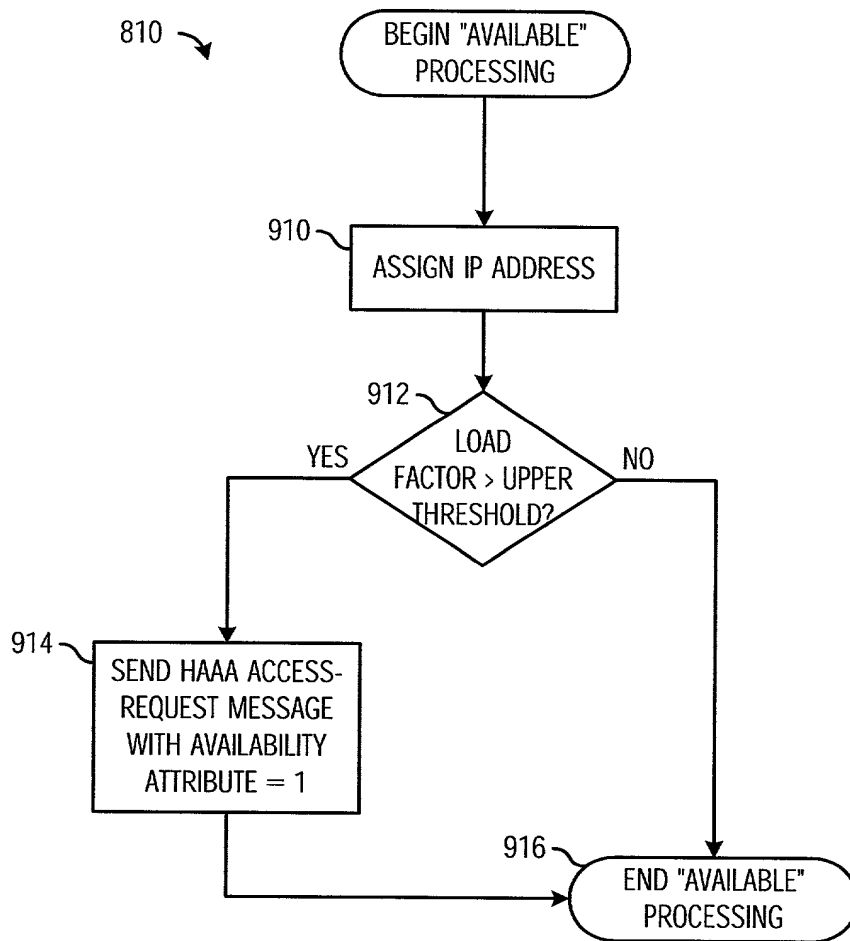 810
BEGIN "AVAILABLE"
PROCESSING
910
ASSIGN IP ADDRESS
912
LOAD
FACTOR > UPPER
THRESHOLD?
YES
NO
914
SEND HAAA ACCESS-
REQUEST MESSAGE
WITH AVAILABILITY
ATTRIBUTE = 1
916
END "AVAILABLE"
PROCESSING